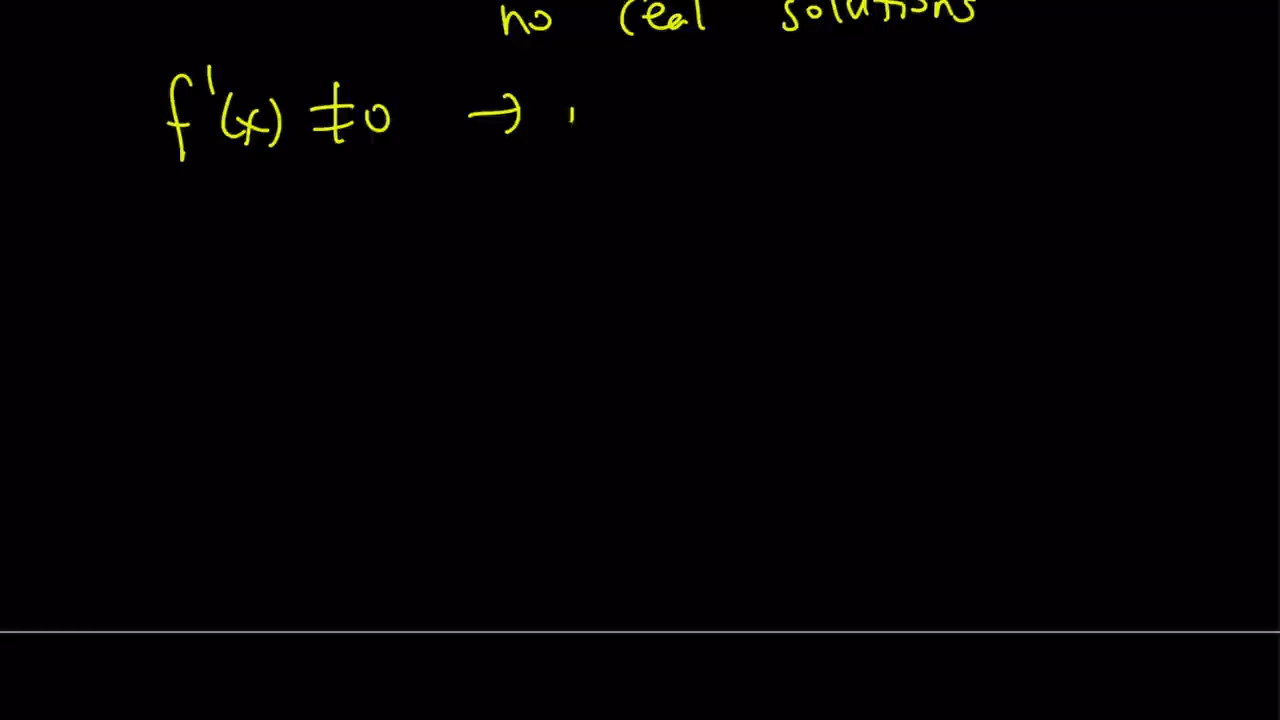 no real solutions
f'(x) ≠ 0 →